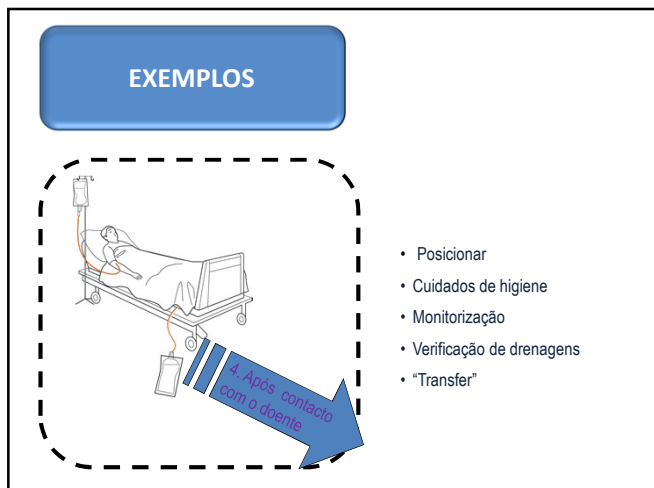 EXEMPLOS
4. Após contacto
com o doente
• Posicionar
• Cuidados de higiene
• Monitorização
• Verificação de drenagens
• “Transfer”